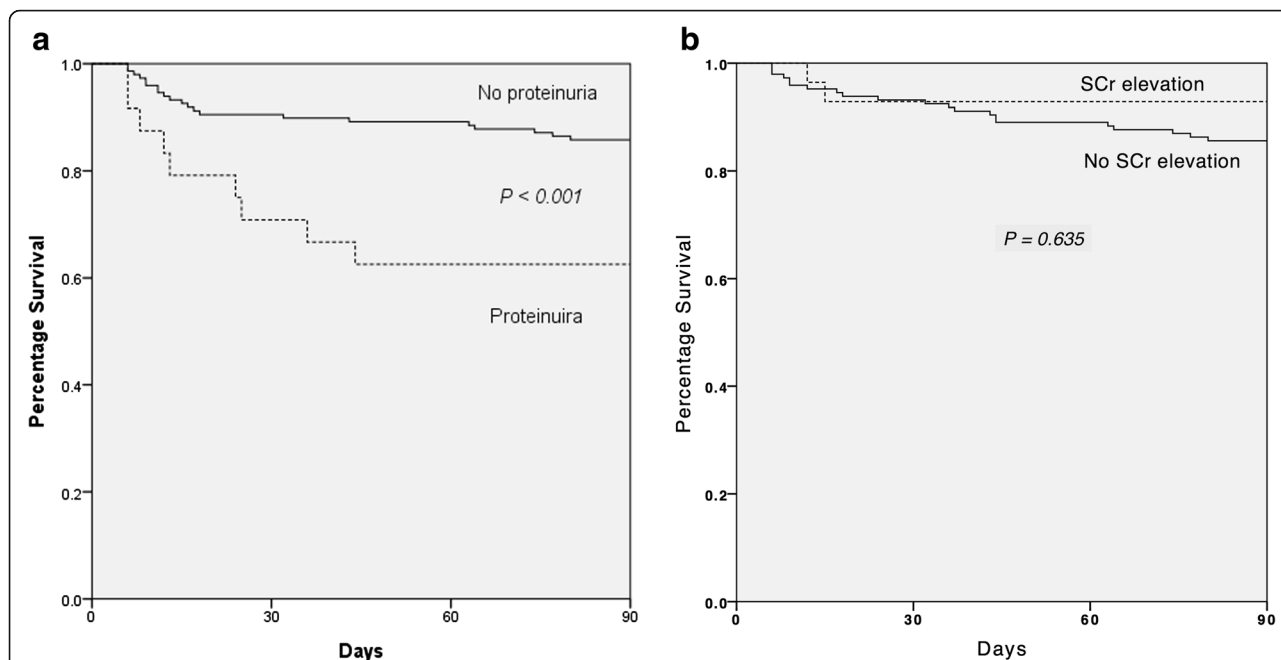 a
1.0
0.8
0.6
0.4
0.2
0.0
0
30
60
90
Percentage Survival
Days
No proteinuria
P < 0.001
Proteinuira
b
1.0
0.8
0.6
0.4
0.2
0.0
0
30
60
90
Percentage Survival
Days
SCr elevation
No SCr elevation
P = 0.635